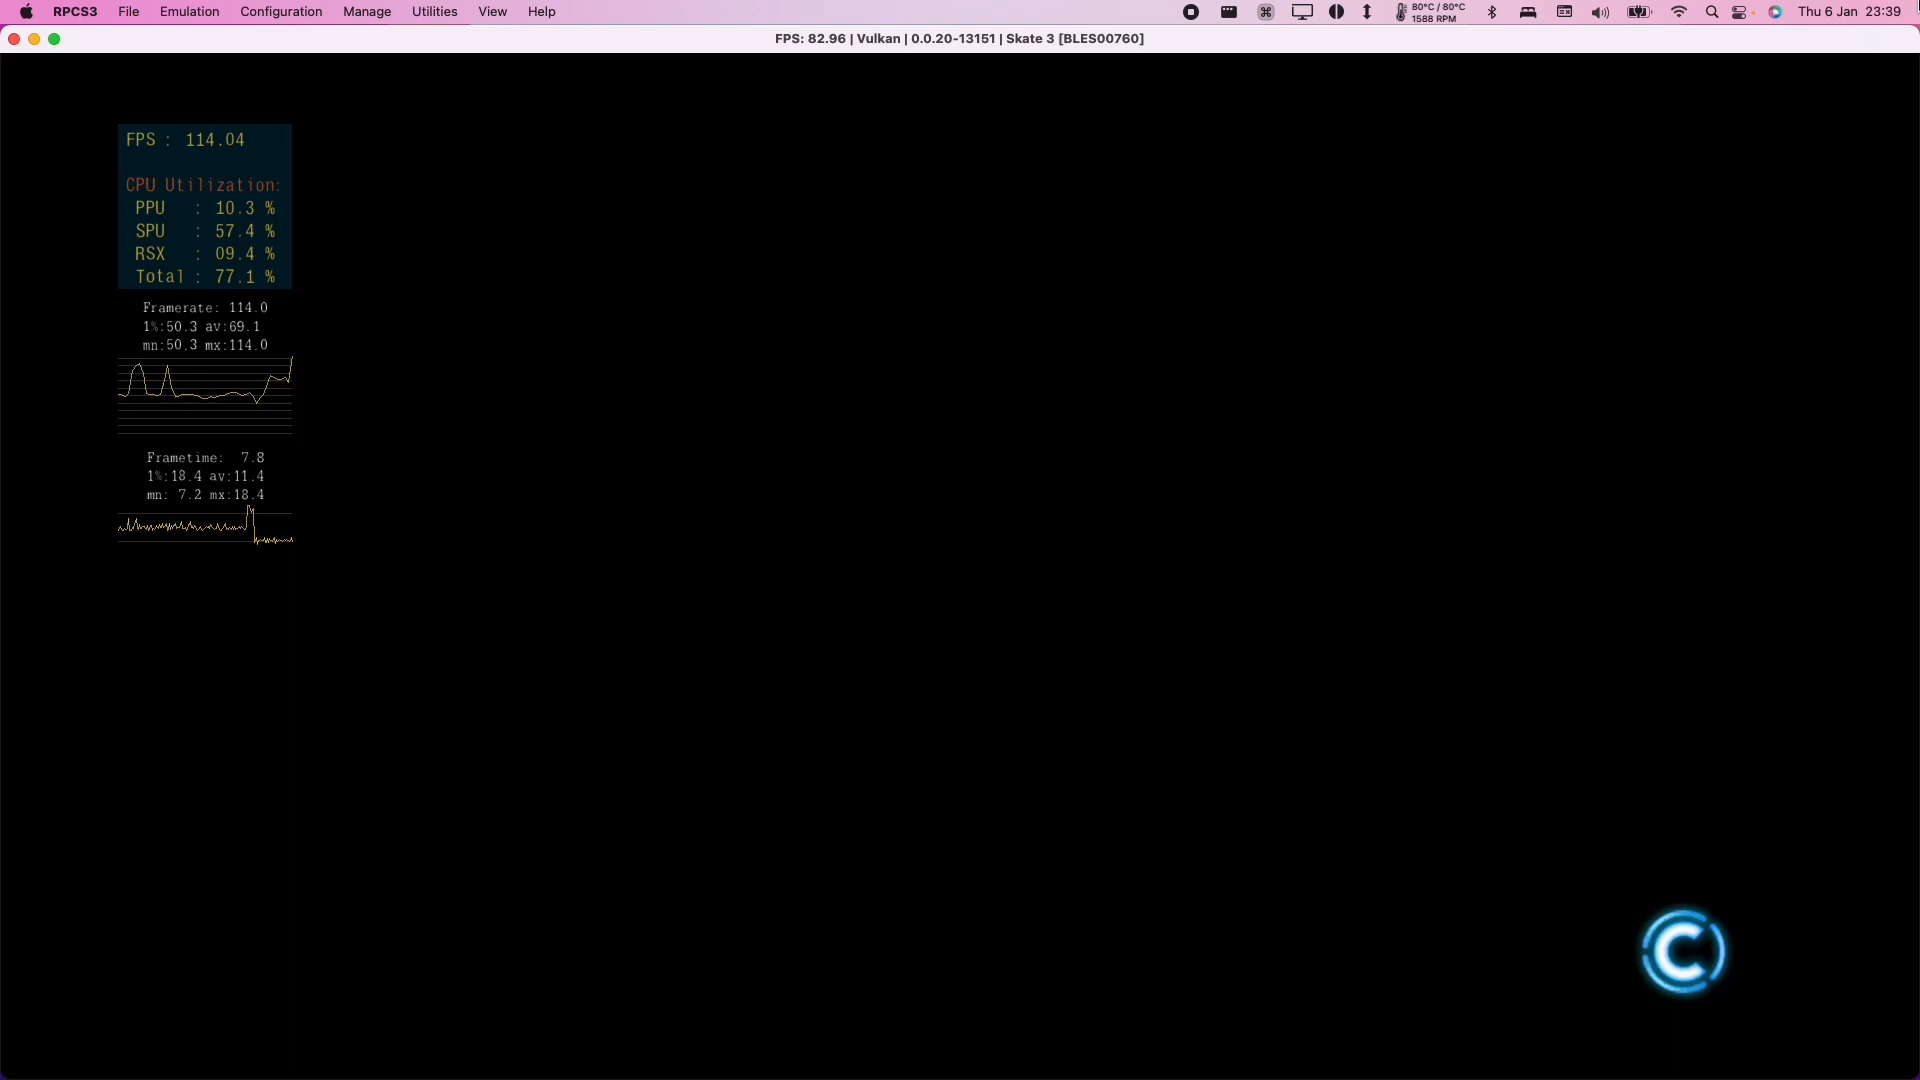 RPCS3 File Emulation Configuration Manage Utilities View Help 80°C / 80°C Thu 6 Jan 23:39
1588 RPM
FPS: 82.96 | Vulkan | 0.0.20-13151 | Skate 3 [BLES00760]
FPS : 114.04
CPU Utilization:
PPU : 10.3 %
SPU : 57.4 %
RSX : 09.4 %
Total : 77.1 %
Framerate: 114.0
1%:50.3 av:69.1
mn:50.3 mx:114.0
Frametime: 7.8
1%:18.4 av:11.4
mn: 7.2 mx:18.4
C